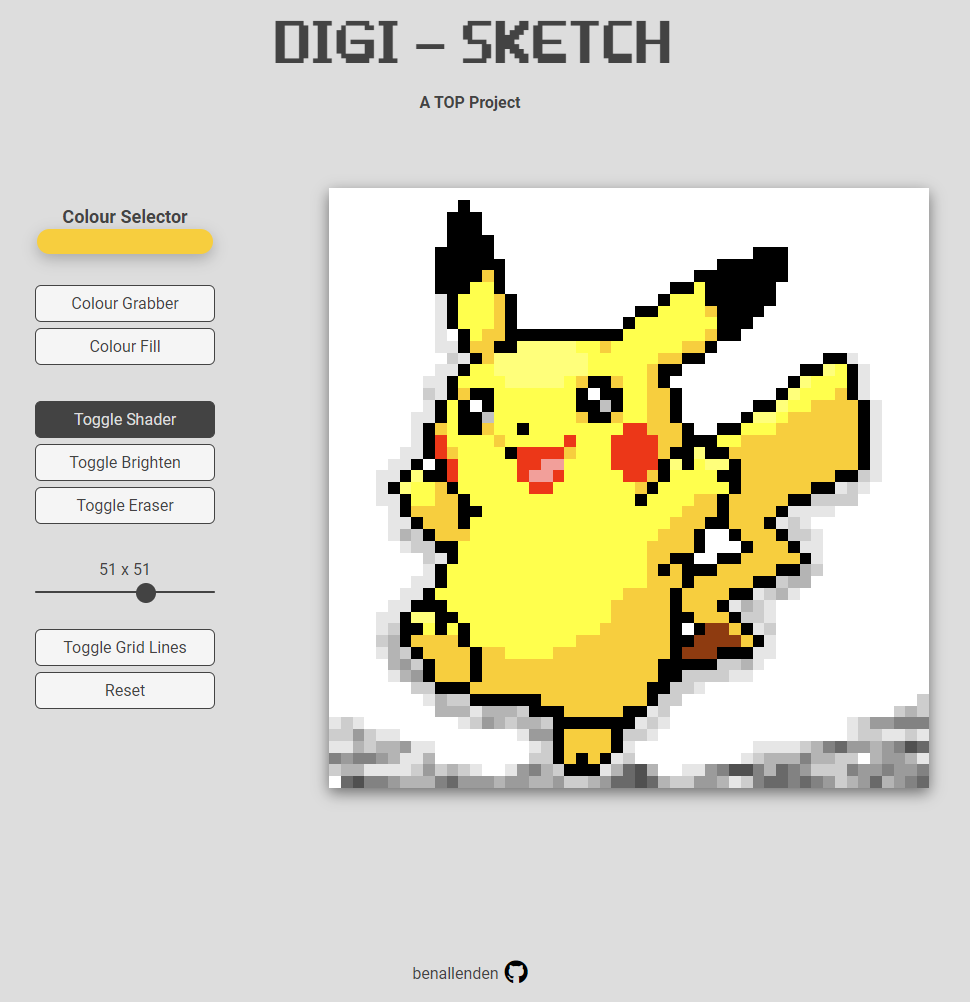 DIGI – SKETCH
A TOP Project
Colour Selector
Colour Grabber
Colour Fill
Toggle Shader
Toggle Brighten
Toggle Eraser
51 x 51
Toggle Grid Lines
Reset
benallenden